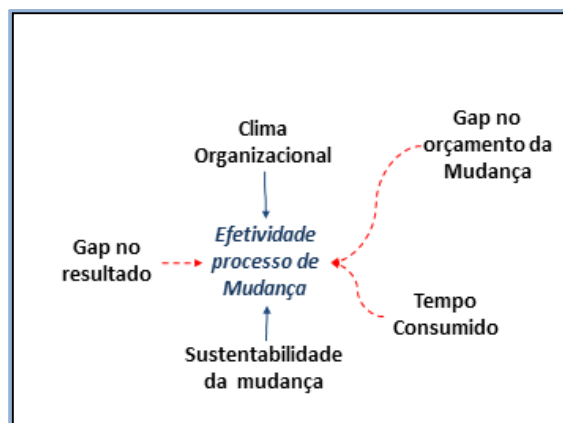 Clima
Organizacional
Gap no
orçamento da
Mudança
Efetividade
processo de
Mudança
Gap no
resultado
Tempo
Consumido
Sustentabilidade
da mudança